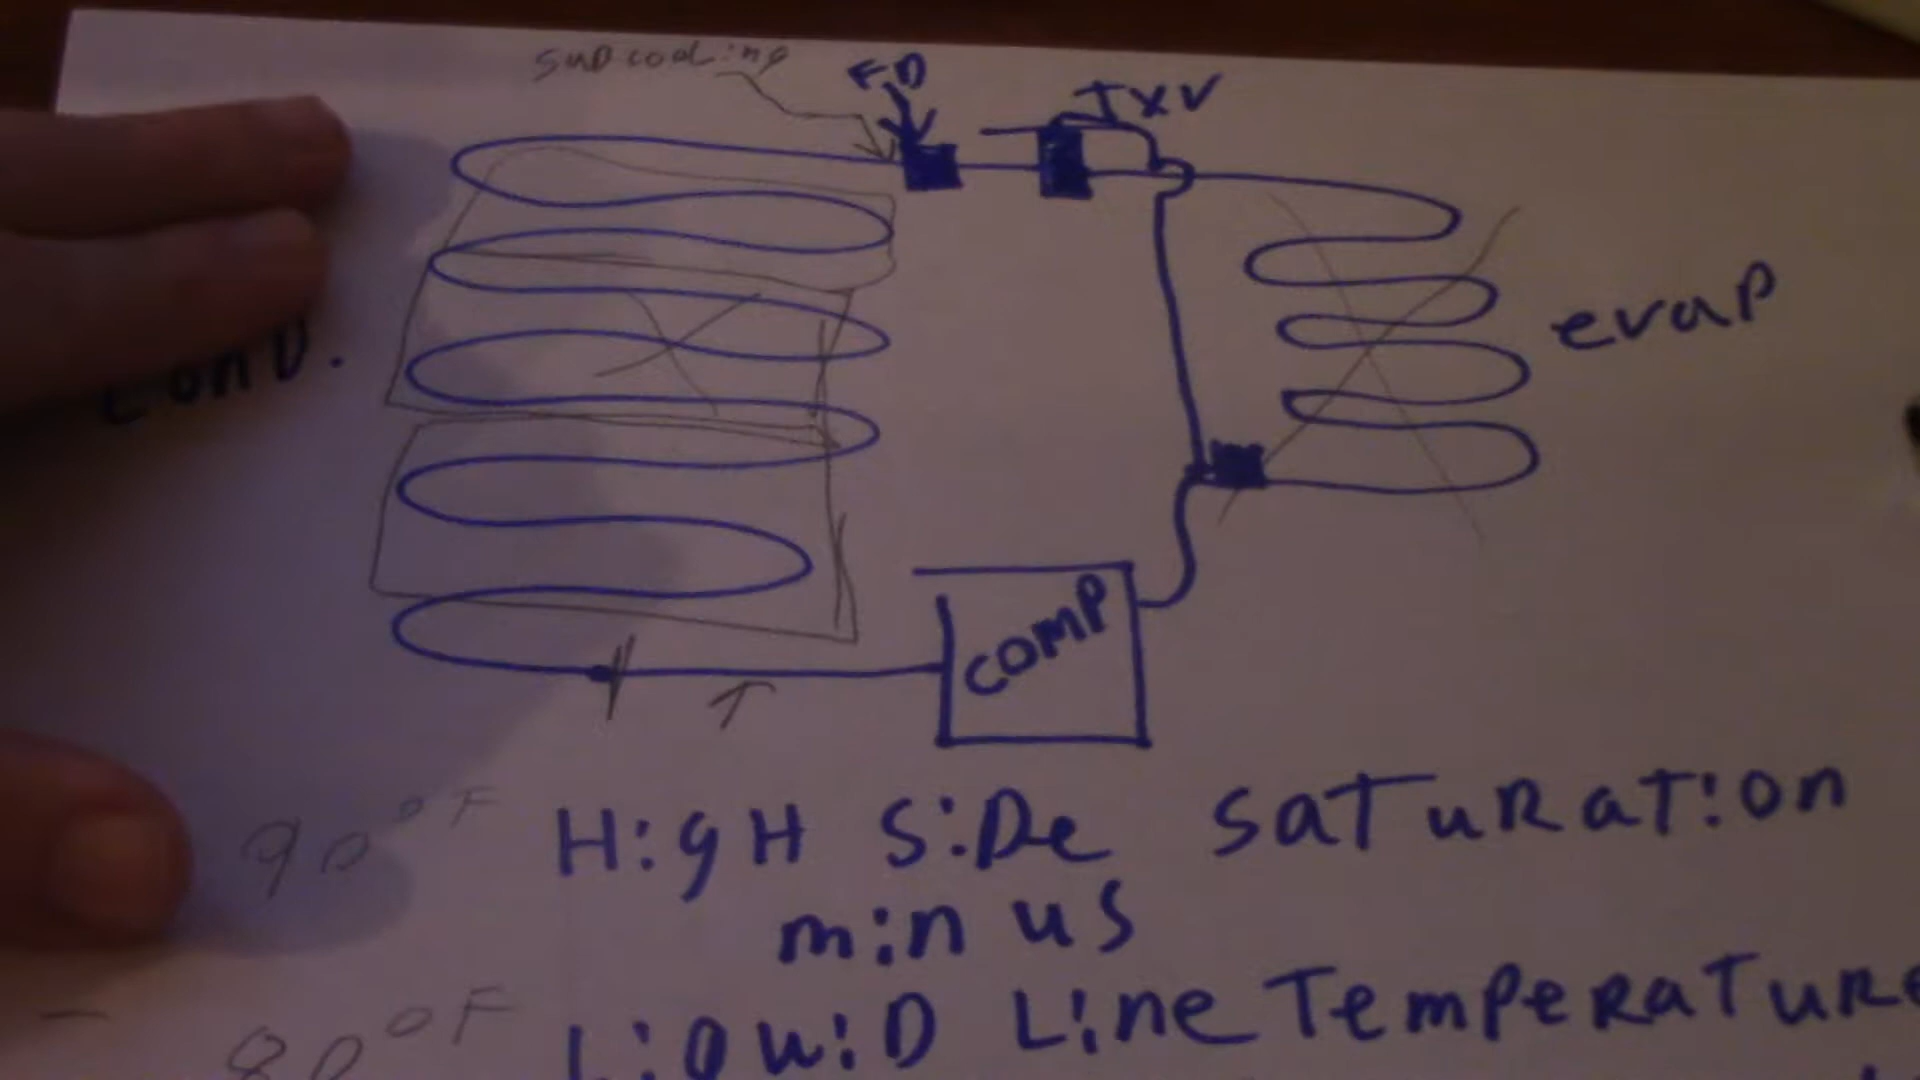 subcooling
FD
TXV
evap
conD.
comp
90°F HigH SiDe SaTuRaTion
minus
80°F LiQuiD Line TempeRaTuRe